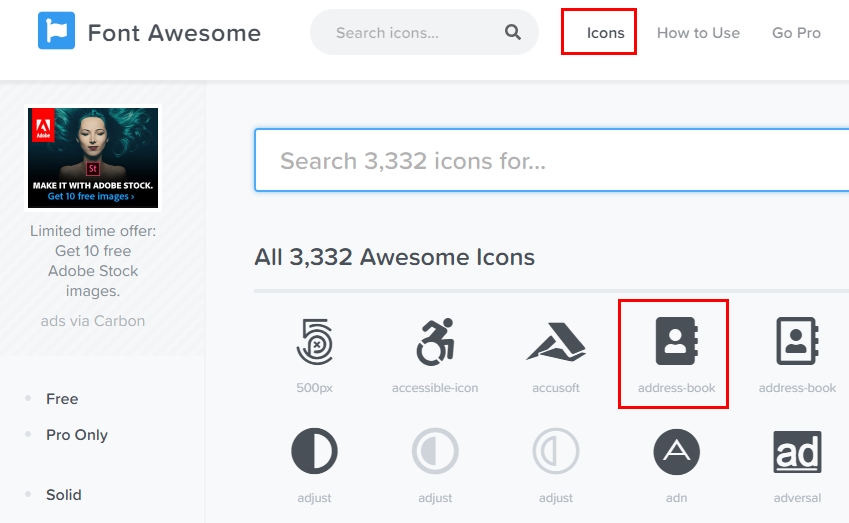 Font Awesome
Search icons...
Icons
How to Use
Go Pro
Adobe
St
MAKE IT WITH ADOBE STOCK.
Get 10 free images ›
Limited time offer:
Get 10 free
Adobe Stock
images.
ads via Carbon
Free
Pro Only
Solid
Search 3,332 icons for...
All 3,332 Awesome Icons
500px
accessible-icon
accusoft
address-book
address-book
adjust
adjust
adjust
adn
ad
adversal